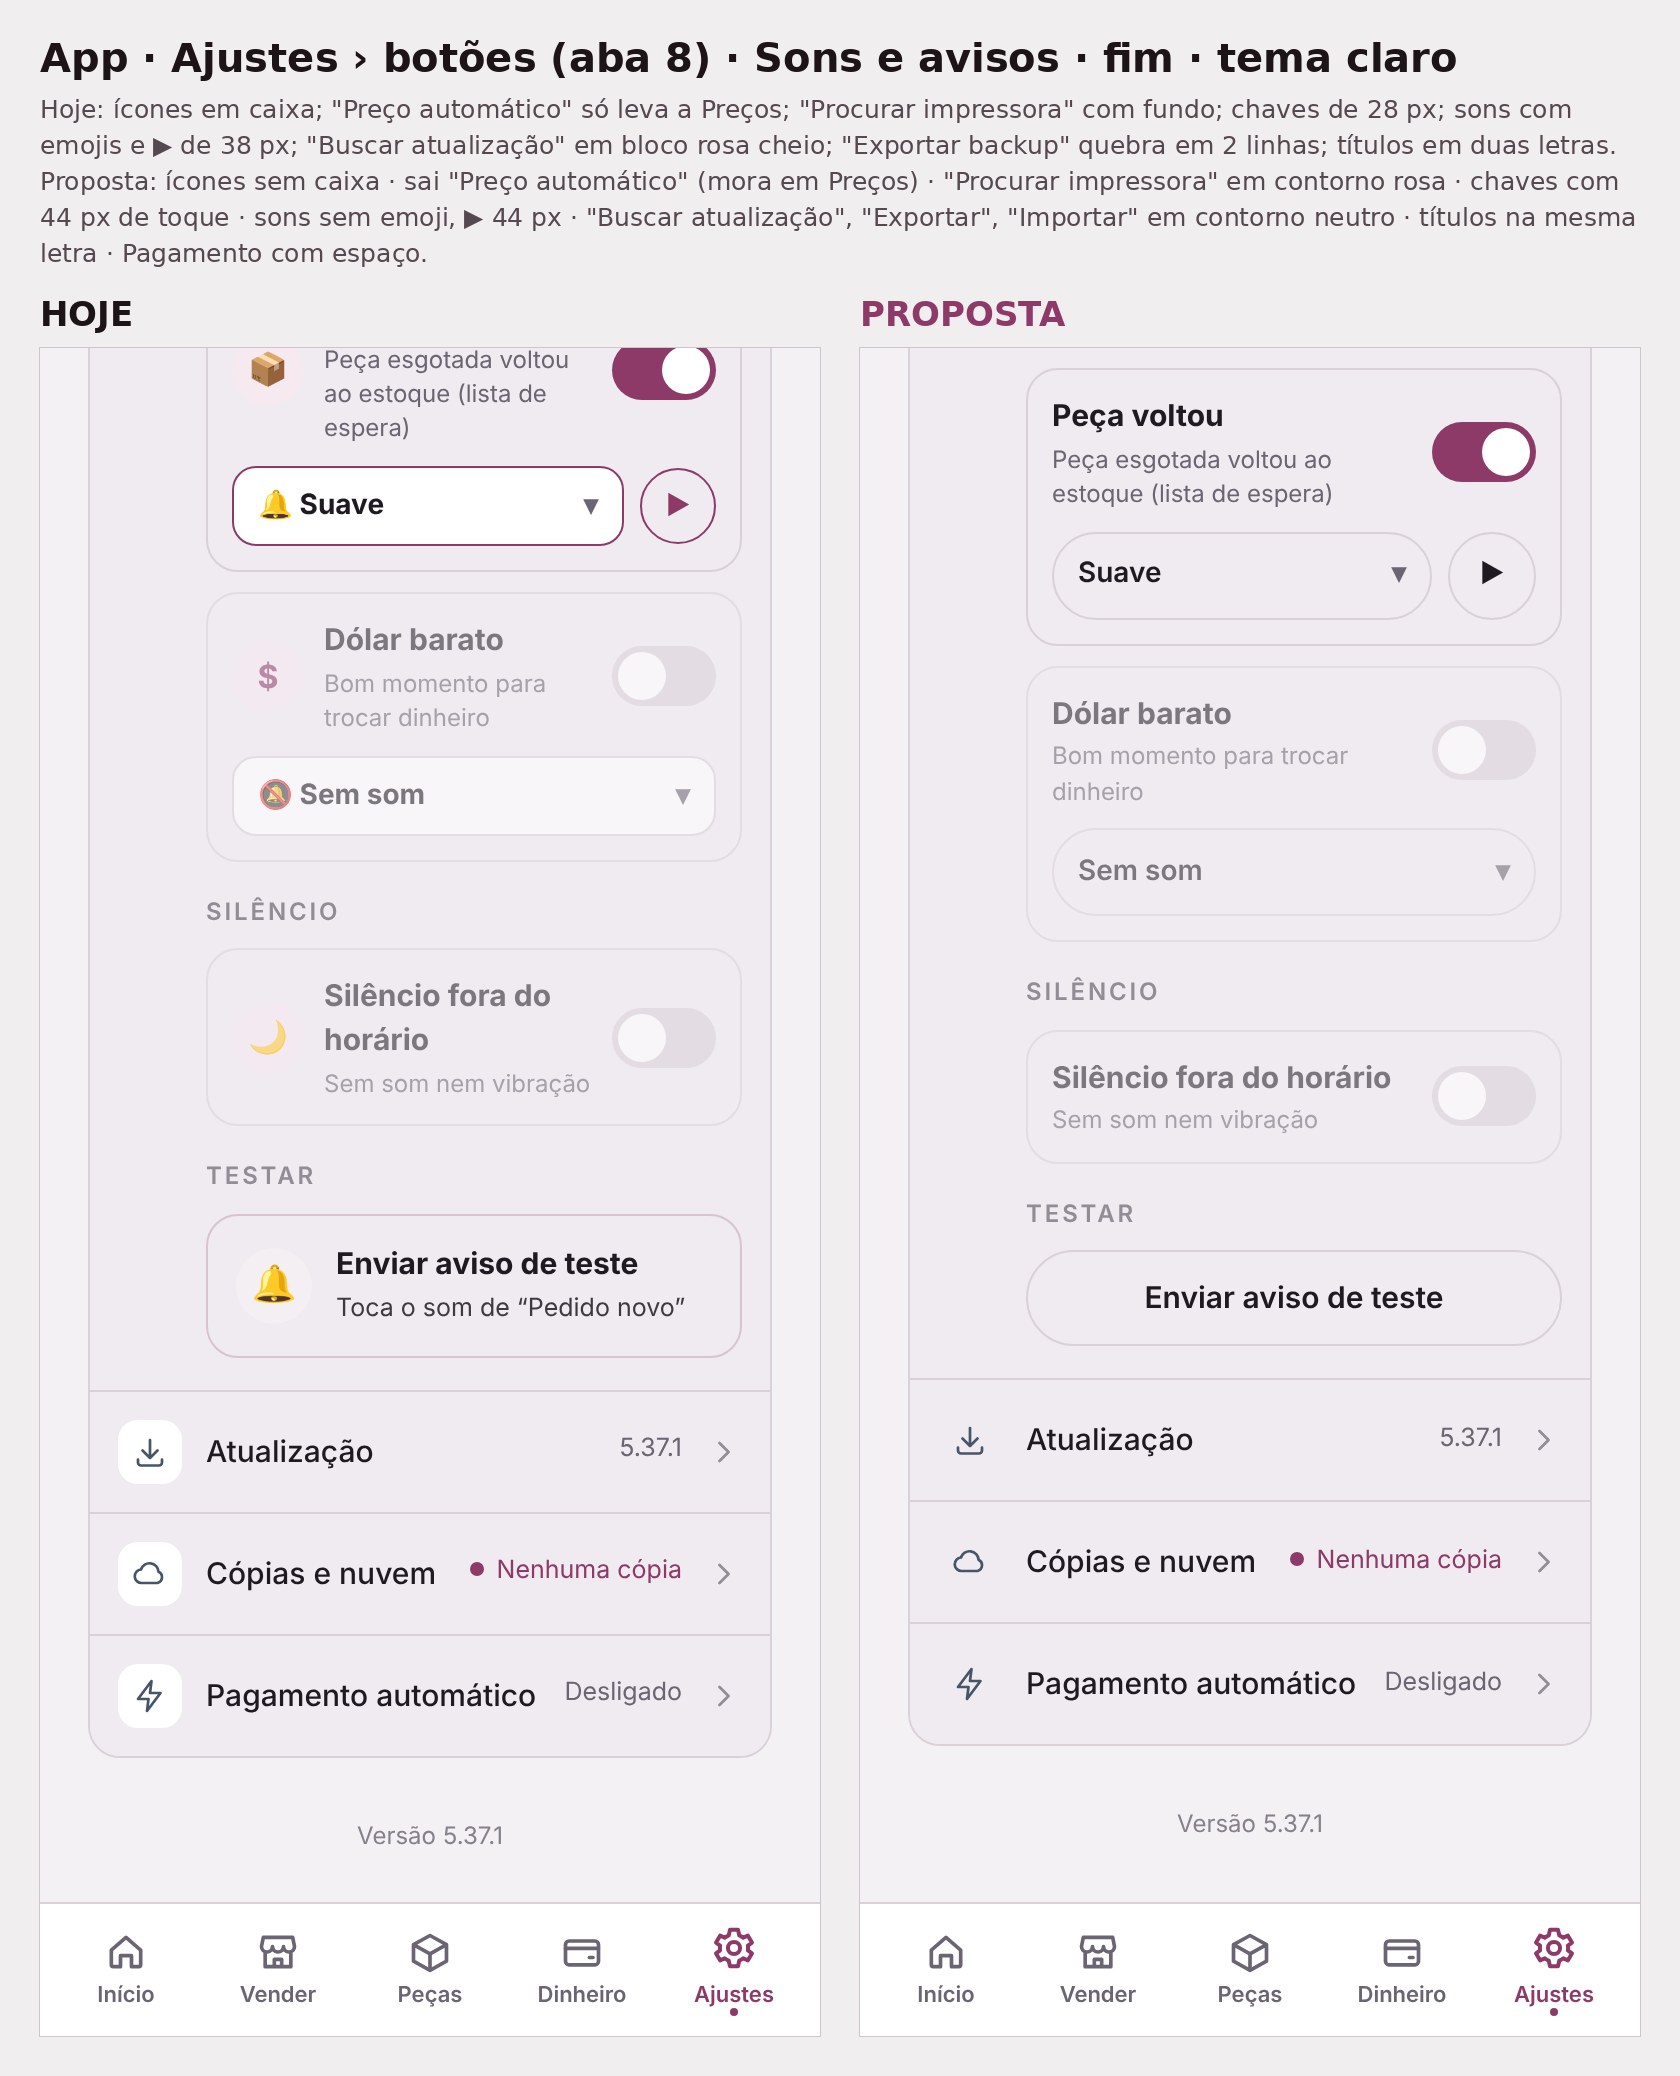 App · Ajustes › botões (aba 8) · Sons e avisos · fim · tema claro
Hoje: ícones em caixa; "Preço automático" só leva a Preços; "Procurar impressora" com fundo; chaves de 28 px; sons com
emojis e ▶ de 38 px; "Buscar atualização" em bloco rosa cheio; "Exportar backup" quebra em 2 linhas; títulos em duas letras.
Proposta: ícones sem caixa · sai "Preço automático" (mora em Preços) · "Procurar impressora" em contorno rosa · chaves com
44 px de toque · sons sem emoji, ▶ 44 px · "Buscar atualização", "Exportar", "Importar" em contorno neutro · títulos na mesma
letra · Pagamento com espaço.
HOJE
Peça esgotada voltou
ao estoque (lista de
espera)
🔔 Suave ▼
▶
$
Dólar barato
Bom momento para
trocar dinheiro
🔕 Sem som ▼
SILÊNCIO
Silêncio fora do
horário
Sem som nem vibração
TESTAR
Enviar aviso de teste
Toca o som de “Pedido novo”
Atualização 5.37.1
Cópias e nuvem ● Nenhuma cópia
Pagamento automático Desligado
Versão 5.37.1
Início Vender Peças Dinheiro Ajustes
PROPOSTA
Peça voltou
Peça esgotada voltou ao
estoque (lista de espera)
Suave ▼
▶
Dólar barato
Bom momento para trocar
dinheiro
Sem som ▼
SILÊNCIO
Silêncio fora do horário
Sem som nem vibração
TESTAR
Enviar aviso de teste
Atualização 5.37.1
Cópias e nuvem ● Nenhuma cópia
Pagamento automático Desligado
Versão 5.37.1
Início Vender Peças Dinheiro Ajustes